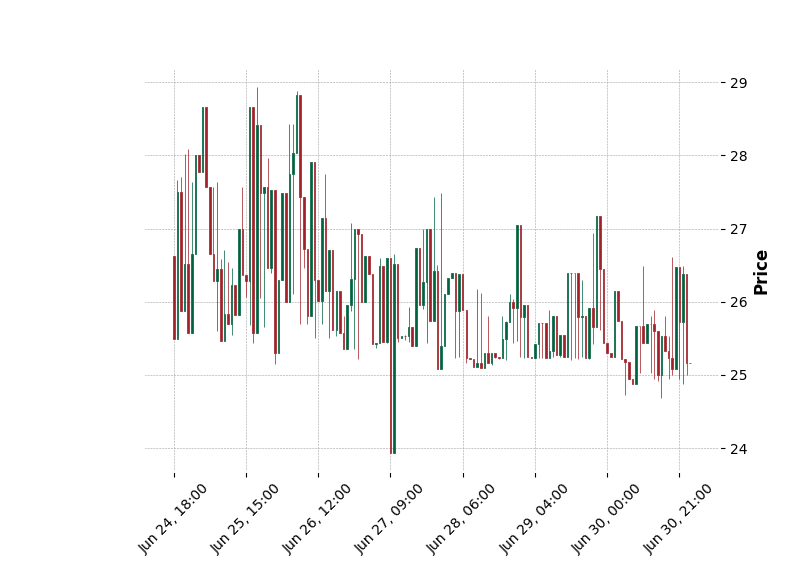 29
28
27
26
25
24
Price
Jun 24, 18:00
Jun 25, 15:00
Jun 26, 12:00
Jun 27, 09:00
Jun 28, 06:00
Jun 29, 04:00
Jun 30, 00:00
Jun 30, 21:00